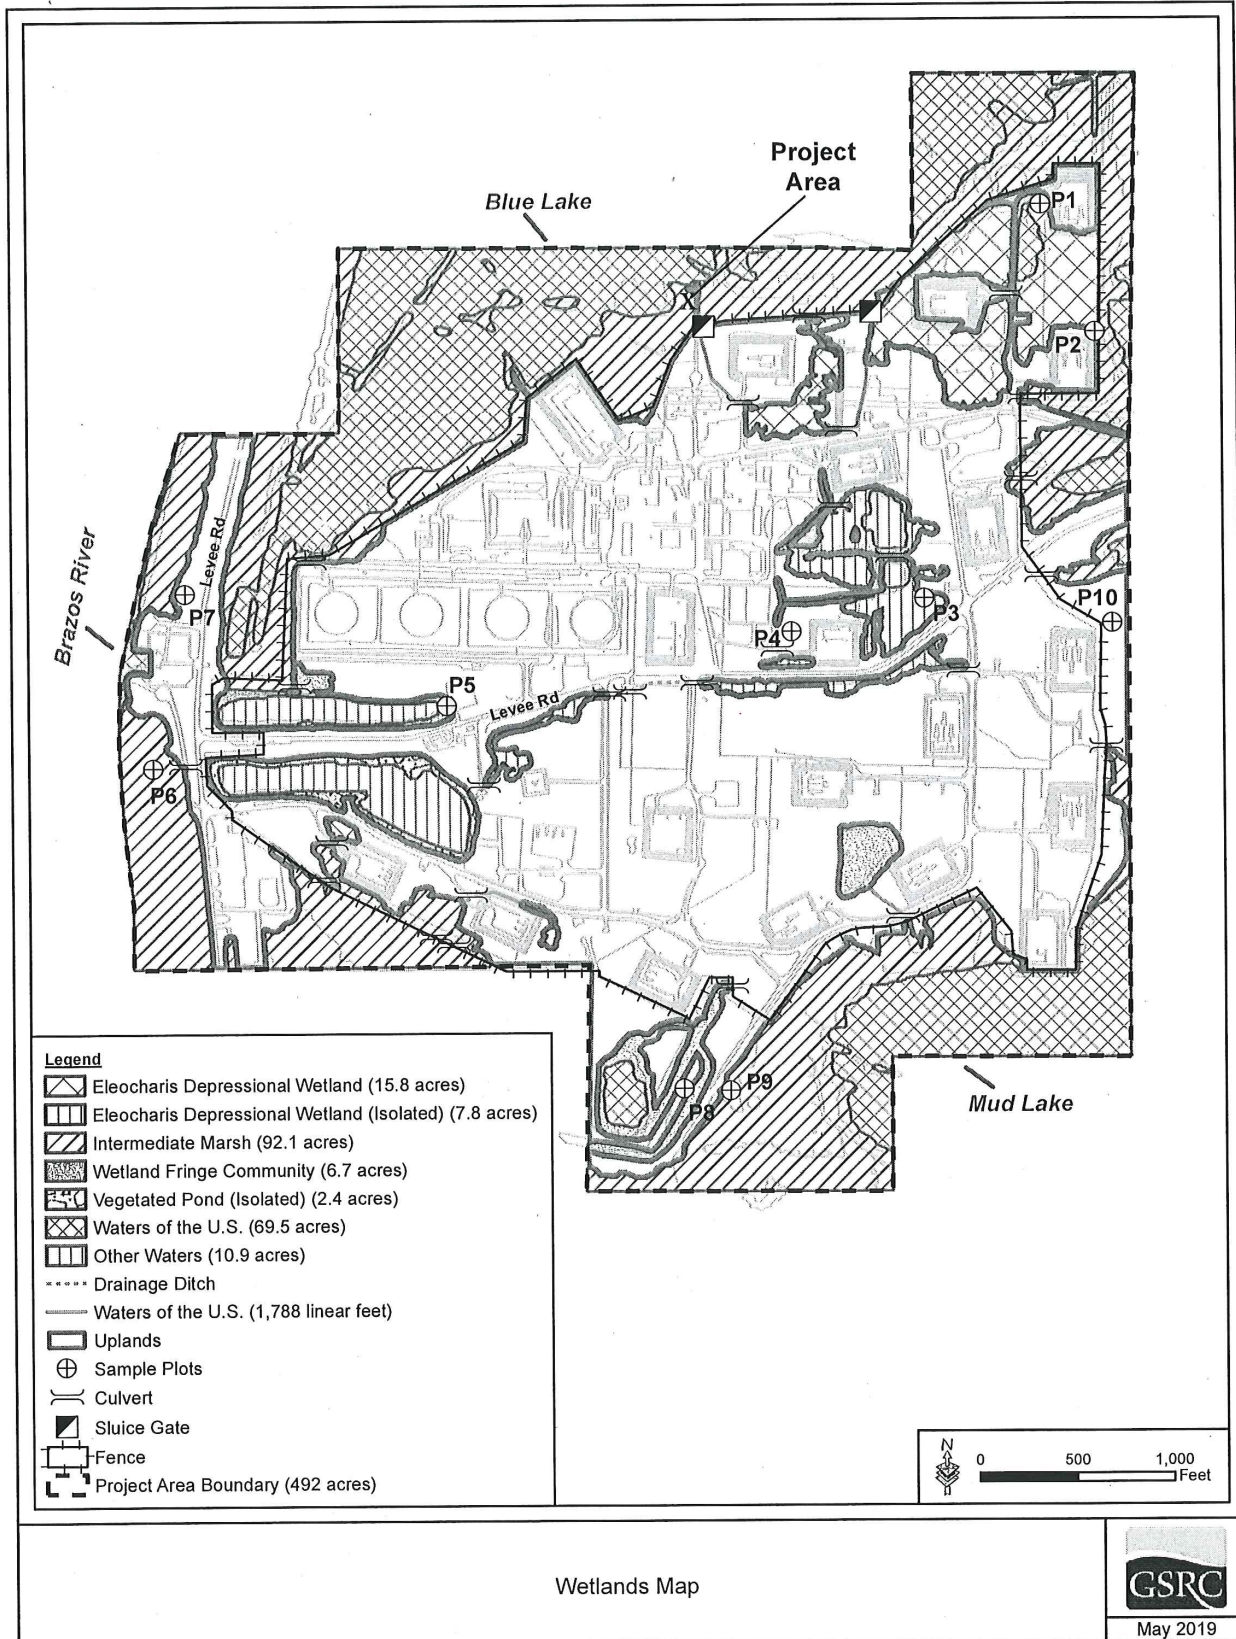 Project
Area
Blue Lake
P1
X
P2
Levee Rd
Brazos River
P7
P3
P10
P4
P5
Levee Rd
P6
P8
P9
Mud Lake
Legend
Eleocharis Depressional Wetland (15.8 acres)
Eleocharis Depressional Wetland (Isolated) (7.8 acres)
Intermediate Marsh (92.1 acres)
Wetland Fringe Community (6.7 acres)
Vegetated Pond (Isolated) (2.4 acres)
Waters of the U.S. (69.5 acres)
Other Waters (10.9 acres)
Drainage Ditch
Waters of the U.S. (1,788 linear feet)
Uplands
Sample Plots
Culvert
Sluice Gate
Fence
Project Area Boundary (492 acres)
N
0 500 1,000
Feet
Wetlands Map
GSRC
May 2019